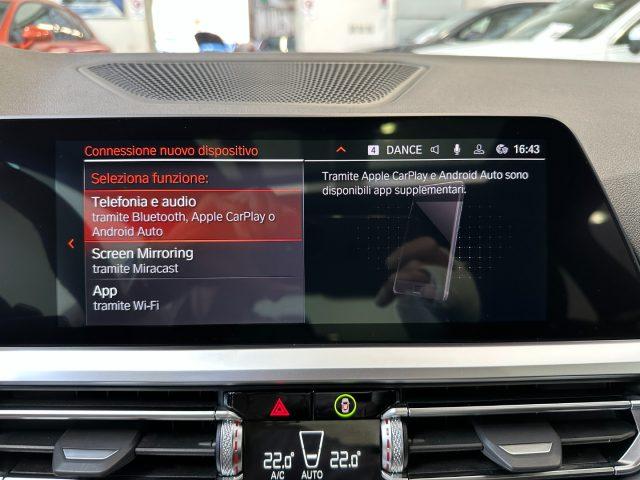 Connessione nuovo dispositivo
4 DANCE 16:43
Seleziona funzione:
Telefonia e audio
tramite Bluetooth, Apple CarPlay o
Android Auto
Screen Mirroring
tramite Miracast
App
tramite Wi-Fi
Tramite Apple CarPlay e Android Auto sono
disponibili app supplementari.
22.0° 22.0°
A/C AUTO